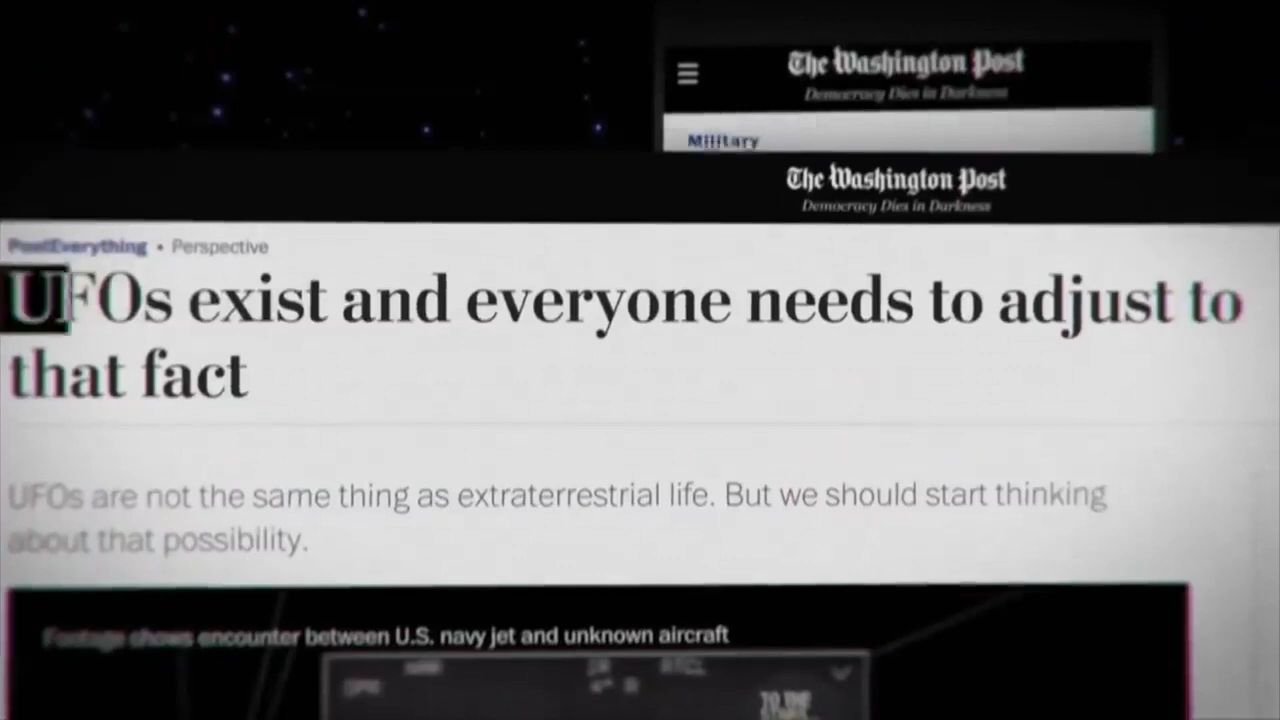 The Washington Post
Democracy Dies in Darkness
Military
The Washington Post
Democracy Dies in Darkness
PostEverything • Perspective
UFOs exist and everyone needs to adjust to
that fact
UFOs are not the same thing as extraterrestrial life. But we should start thinking
about that possibility.
Footage shows encounter between U.S. navy jet and unknown aircraft
TO THE